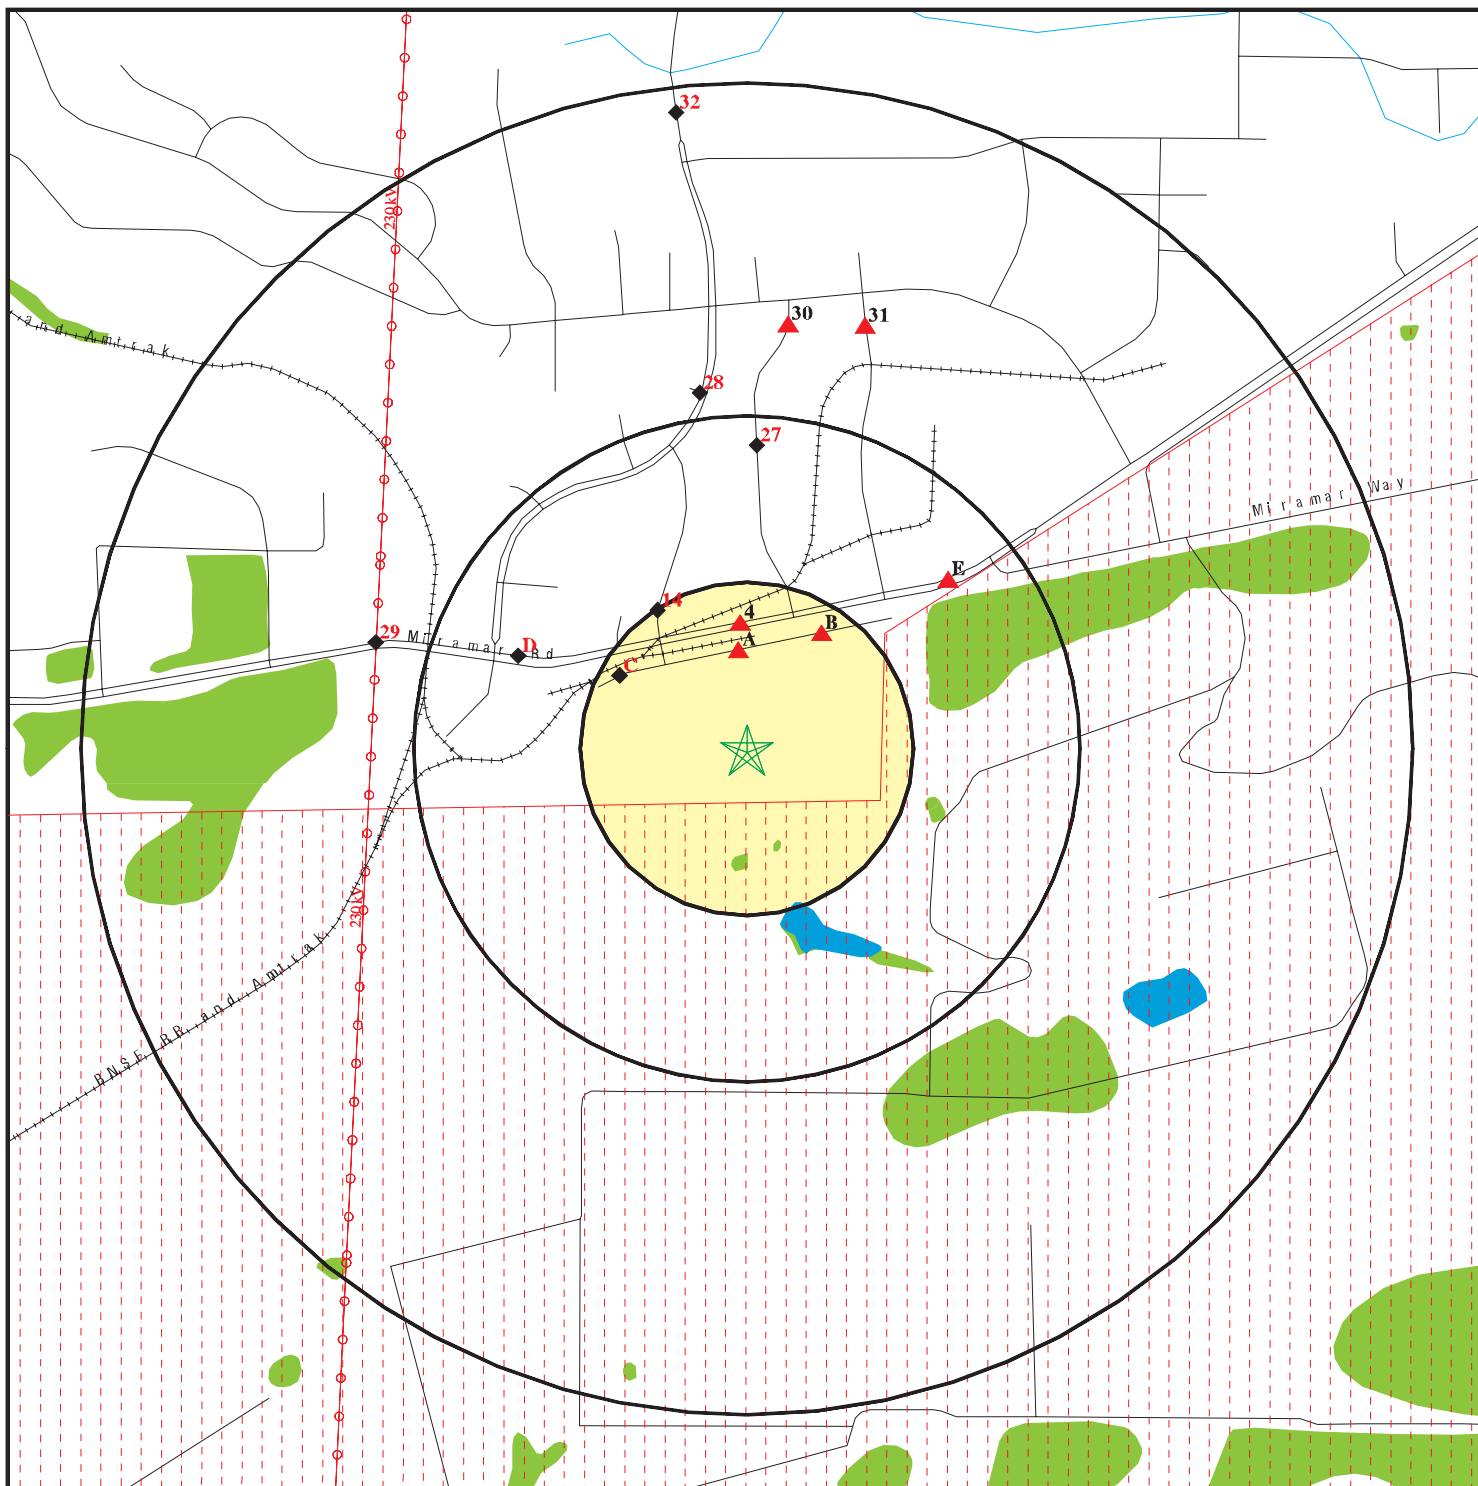 32
230kV
30
31
and Amtrak
28
27
Miramar Way
E
14
4
B
29
Miramar Rd
D
A
C
230kV
BNSF RR and Amtrak